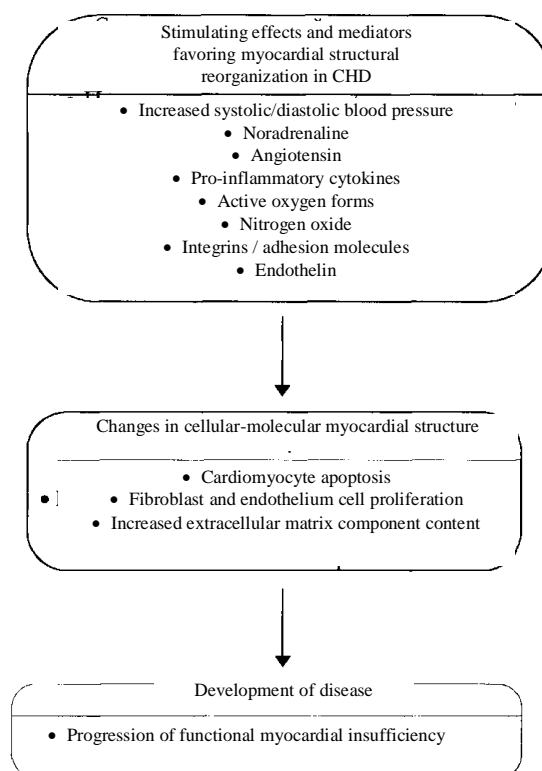 Stimulating effects and mediators
favoring myocardial structural
reorganization in CHD
• Increased systolic/diastolic blood pressure
• Noradrenaline
• Angiotensin
• Pro-inflammatory cytokines
• Active oxygen forms
• Nitrogen oxide
• Integrins / adhesion molecules
• Endothelin
Changes in cellular-molecular myocardial structure
• Cardiomyocyte apoptosis
• Fibroblast and endothelium cell proliferation
• Increased extracellular matrix component content
Development of disease
• Progression of functional myocardial insufficiency